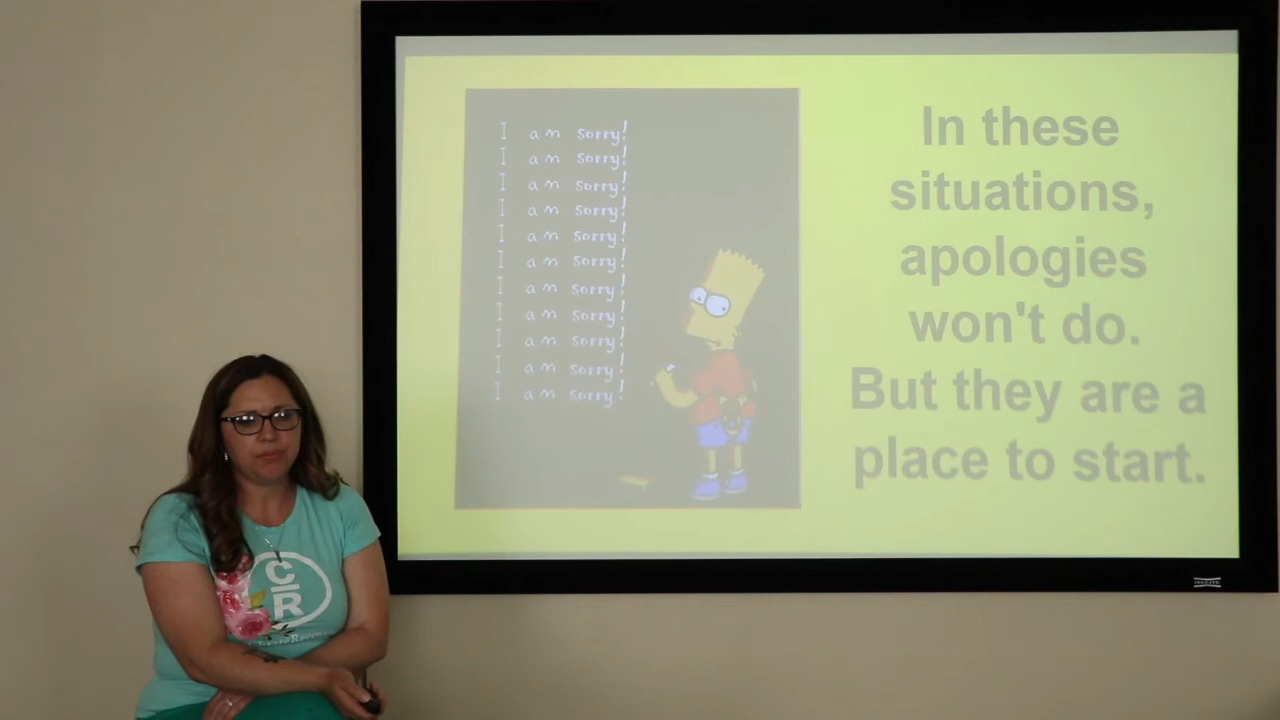 I am sorry!
I am sorry!
I am sorry!
I am sorry!
I am sorry!
I am sorry!
I am sorry!
I am sorry!
I am sorry!
I am sorry!
I am sorry!
In these
situations,
apologies
won't do.
But they are a
place to start.
CR